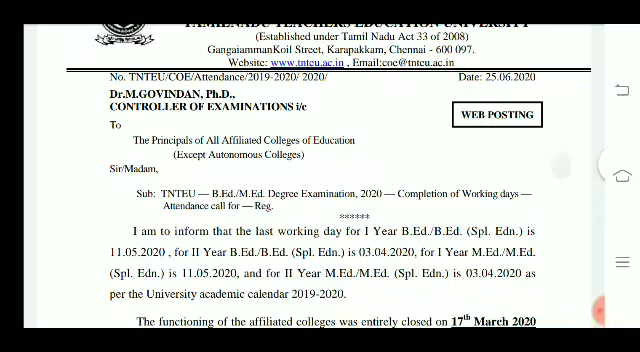 TAMILNADU TEACHERS EDUCATION UNIVERSITY
(Established under Tamil Nadu Act 33 of 2008)
GangaiammanKoil Street, Karapakkam, Chennai - 600 097.
Website: www.tnteu.ac.in , Email:coe@tnteu.ac.in
No. TNTEU/COE/Attendance/2019-2020/ 2020/ Date: 25.06.2020
Dr.M.GOVINDAN, Ph.D.,
CONTROLLER OF EXAMINATIONS i/c
WEB POSTING
To
The Principals of All Affiliated Colleges of Education
(Except Autonomous Colleges)
Sir/Madam,
Sub: TNTEU — B.Ed./M.Ed. Degree Examination, 2020 — Completion of Working days —
Attendance call for — Reg.
******
I am to inform that the last working day for I Year B.Ed./B.Ed. (Spl. Edn.) is
11.05.2020 , for II Year B.Ed./B.Ed. (Spl. Edn.) is 03.04.2020, for I Year M.Ed./M.Ed.
(Spl. Edn.) is 11.05.2020, and for II Year M.Ed./M.Ed. (Spl. Edn.) is 03.04.2020 as
per the University academic calendar 2019-2020.
The functioning of the affiliated colleges was entirely closed on 17th March 2020